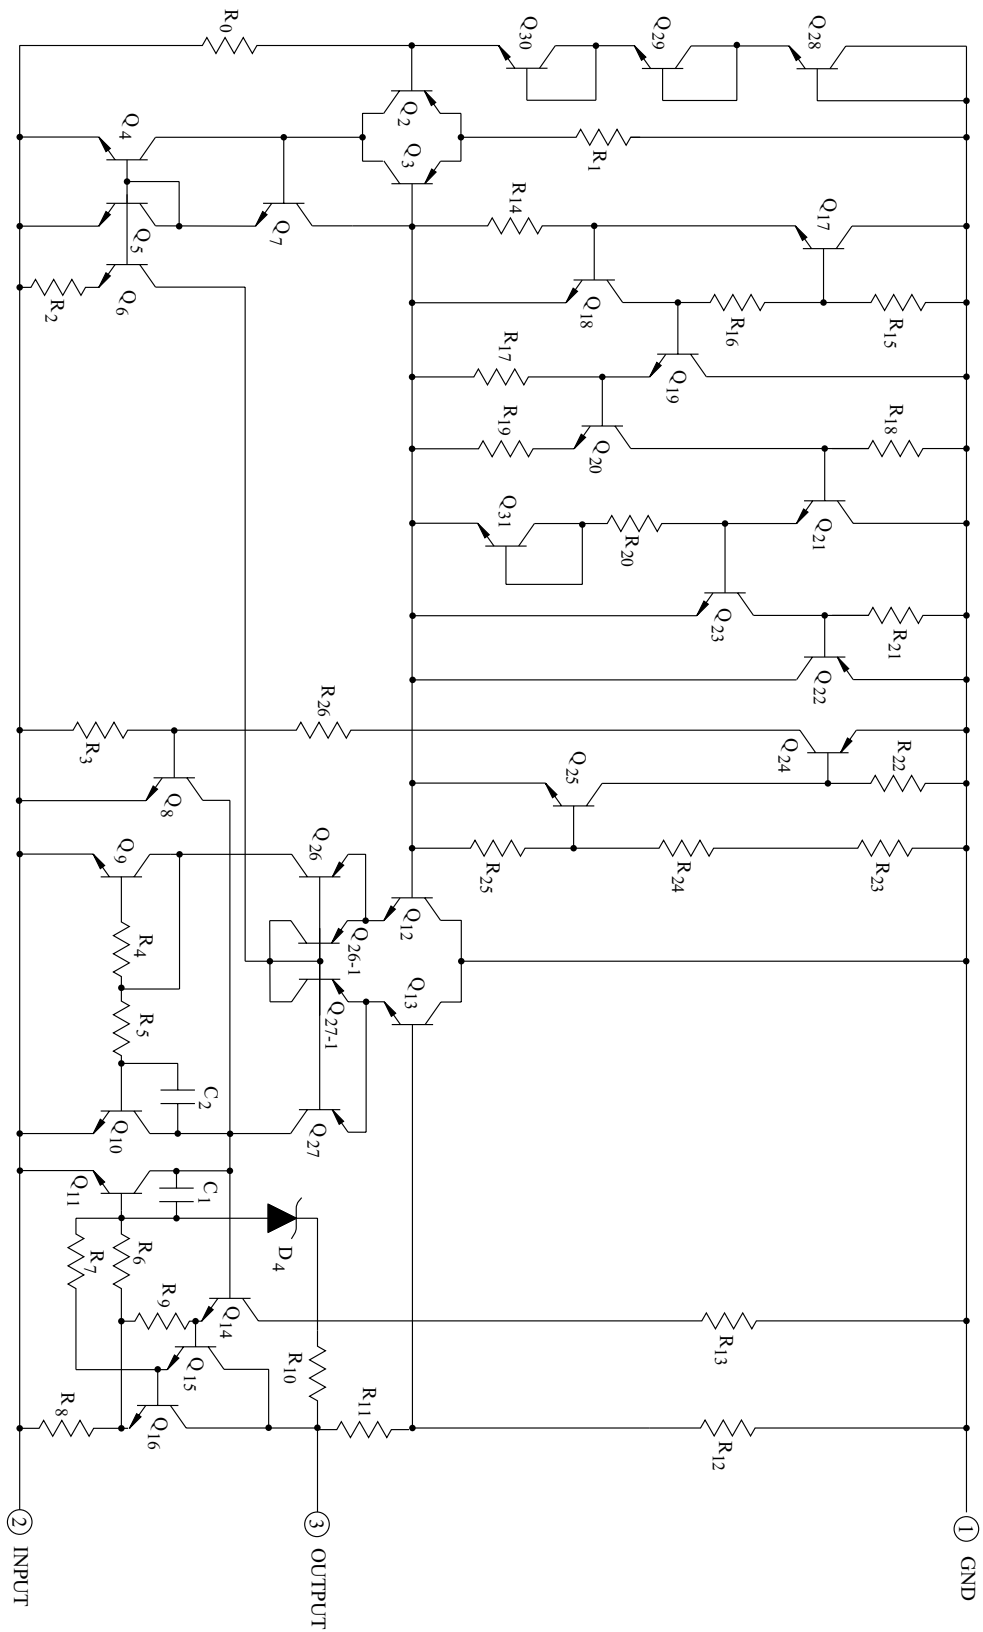 R0
Q30
Q29
Q28
Q2
Q3
R1
Q4
Q5
Q6
Q7
R2
R14
Q17
Q18
R16
R15
R17
Q19
R19
Q20
R18
Q31
R20
Q21
Q23
R21
Q22
R26
R3
Q8
Q24
R22
Q25
R25
R24
R23
Q9
R4
R5
C2
Q10
Q26
Q26-1
Q27-1
Q27
Q12
Q13
Q11
C1
D4
R7
R6
R9
Q14
Q15
R10
R8
Q16
R11
R13
R12
2 INPUT
3 OUTPUT
1 GND